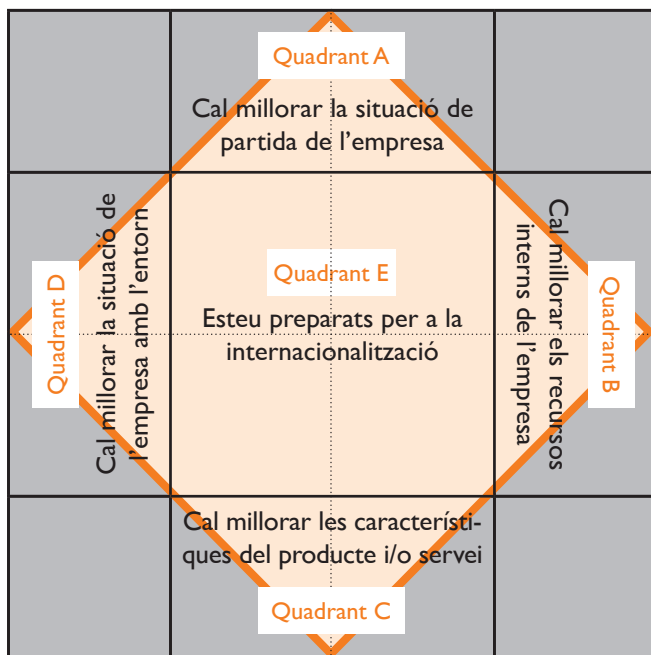 Quadrant A
Cal millorar la situació de
partida de l’empresa
Quadrant D
Cal millorar la situació de
l’empresa amb l’entorn
Quadrant E
Esteu preparats per a la
internacionalització
Quadrant B
Cal millorar els recursos
interns de l’empresa
Cal millorar les característi-
ques del producte i/o servei
Quadrant C